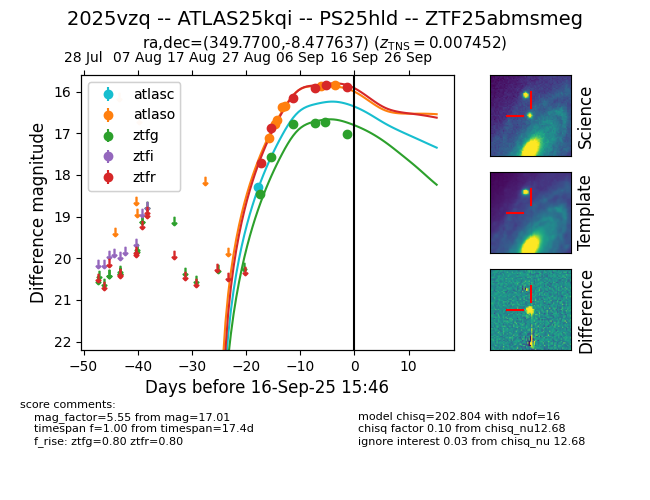 2025vzq -- ATLAS25kqi -- PS25hld -- ZTF25abmsmeg
ra,dec=(349.7700,-8.477637) (z_TNS = 0.007452)
28 Jul 07 Aug 17 Aug 27 Aug 06 Sep 16 Sep 26 Sep
atlasc
atlaso
ztfg
ztfi
ztfr
16
17
18
19
20
21
22
Difference magnitude
−50 −40 −30 −20 −10 0 10
Days before 16-Sep-25 15:46
Science
Template
Difference
score comments:
mag_factor=5.55 from mag=17.01
timespan f=1.00 from timespan=17.4d
f_rise: ztfg=0.80 ztfr=0.80
model chisq=202.804 with ndof=16
chisq factor 0.10 from chisq_nu12.68
ignore interest 0.03 from chisq_nu 12.68